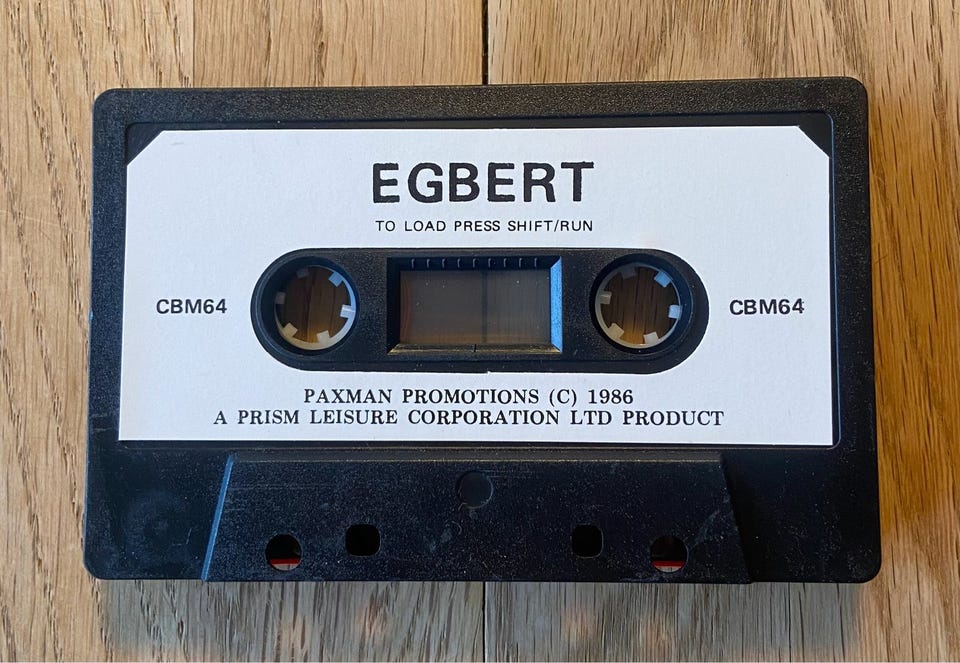 EGBERT
TO LOAD PRESS SHIFT/RUN
CBM64 CBM64
PAXMAN PROMOTIONS (C) 1986
A PRISM LEISURE CORPORATION LTD PRODUCT